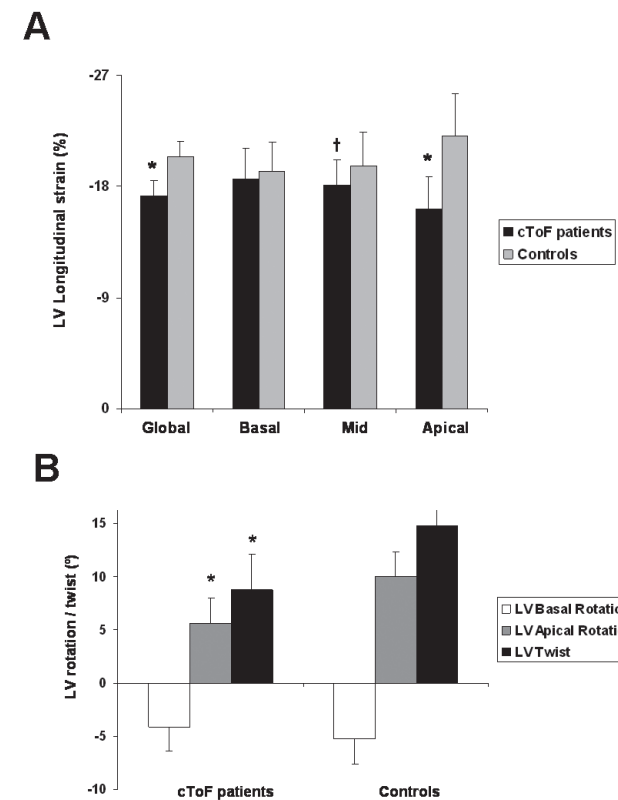 A
LV Longitudinal strain (%)
-27
-18
-9
0
*
†
*
Global Basal Mid Apical
cToF patients
Controls
B
LV rotation / twist (º)
15
10
5
0
-5
-10
*
*
cToF patients Controls
LV Basal Rotatio
LV Apical Rotati
LV Twist